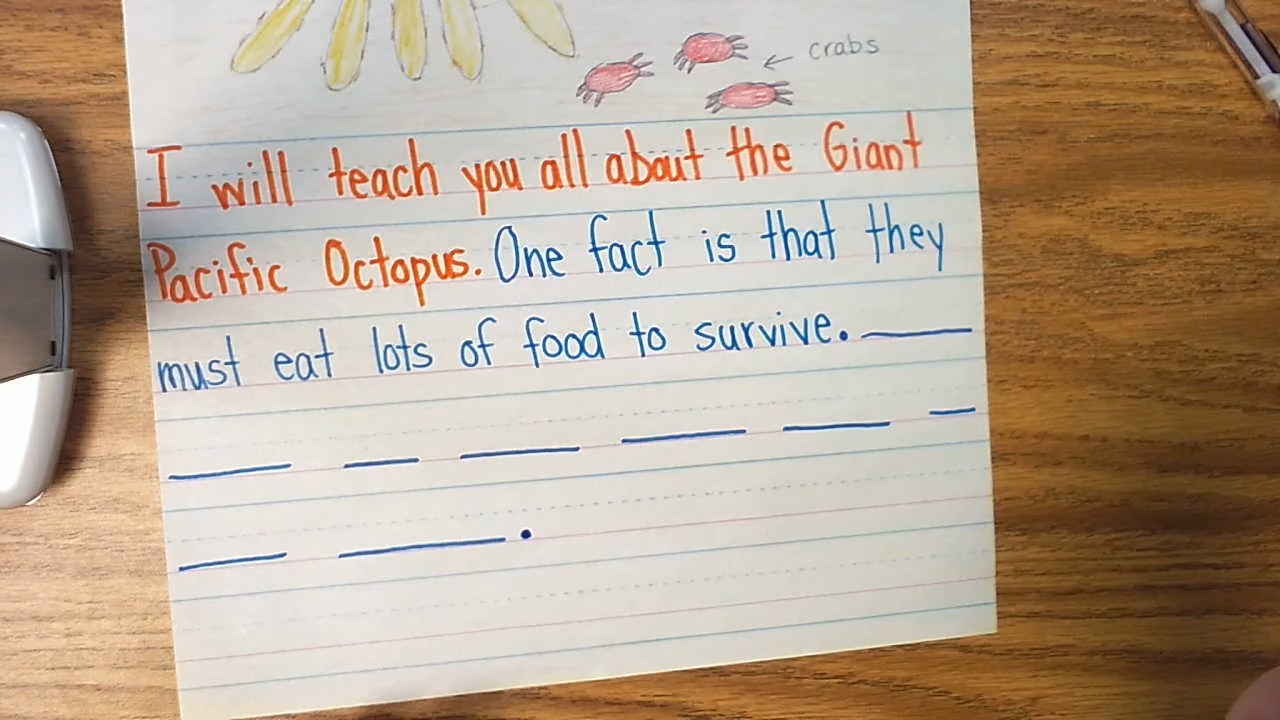 crabs
I will teach you all about the Giant
Pacific Octopus. One fact is that they
must eat lots of food to survive.